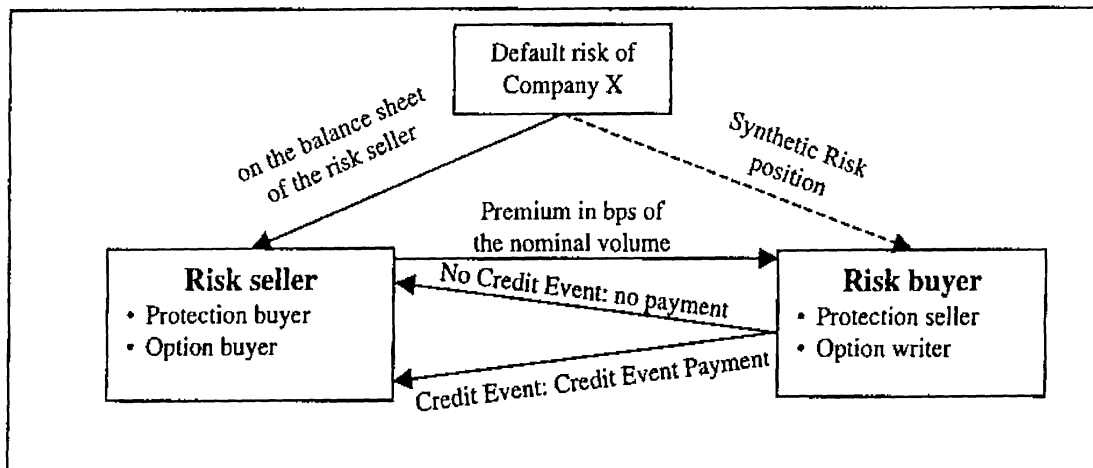 Default risk of
Company X
on the balance sheet
of the risk seller
Synthetic Risk
position
Premium in bps of
the nominal volume
Risk seller
• Protection buyer
• Option buyer
No Credit Event: no payment
Risk buyer
• Protection seller
• Option writer
Credit Event: Credit Event Payment